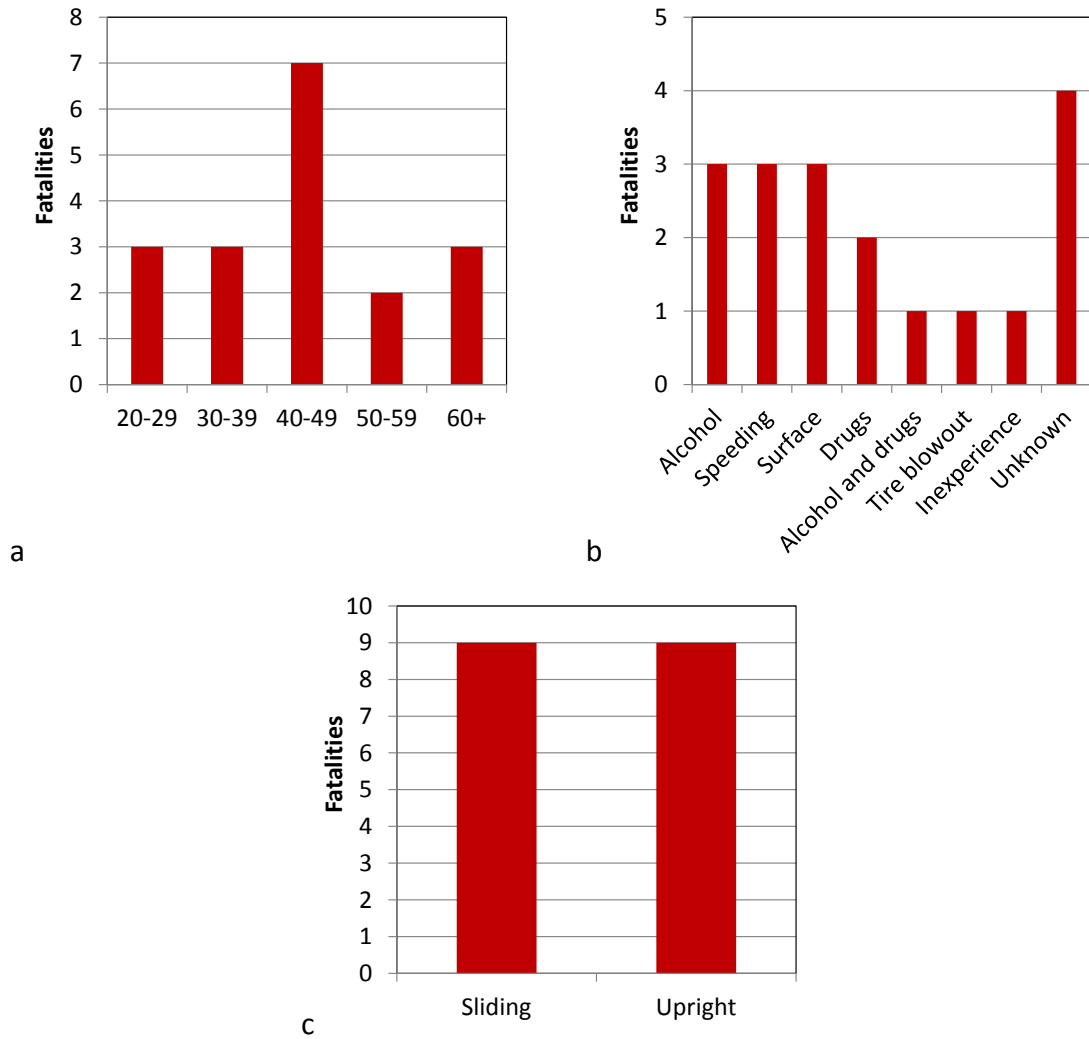 Fatalities
8
7
6
5
4
3
2
1
0
20-29 30-39 40-49 50-59 60+
a
Fatalities
5
4
3
2
1
0
Alcohol
Speeding
Surface
Drugs
Alcohol and drugs
Tire blowout
Inexperience
Unknown
b
Fatalities
10
9
8
7
6
5
4
3
2
1
0
Sliding Upright
c